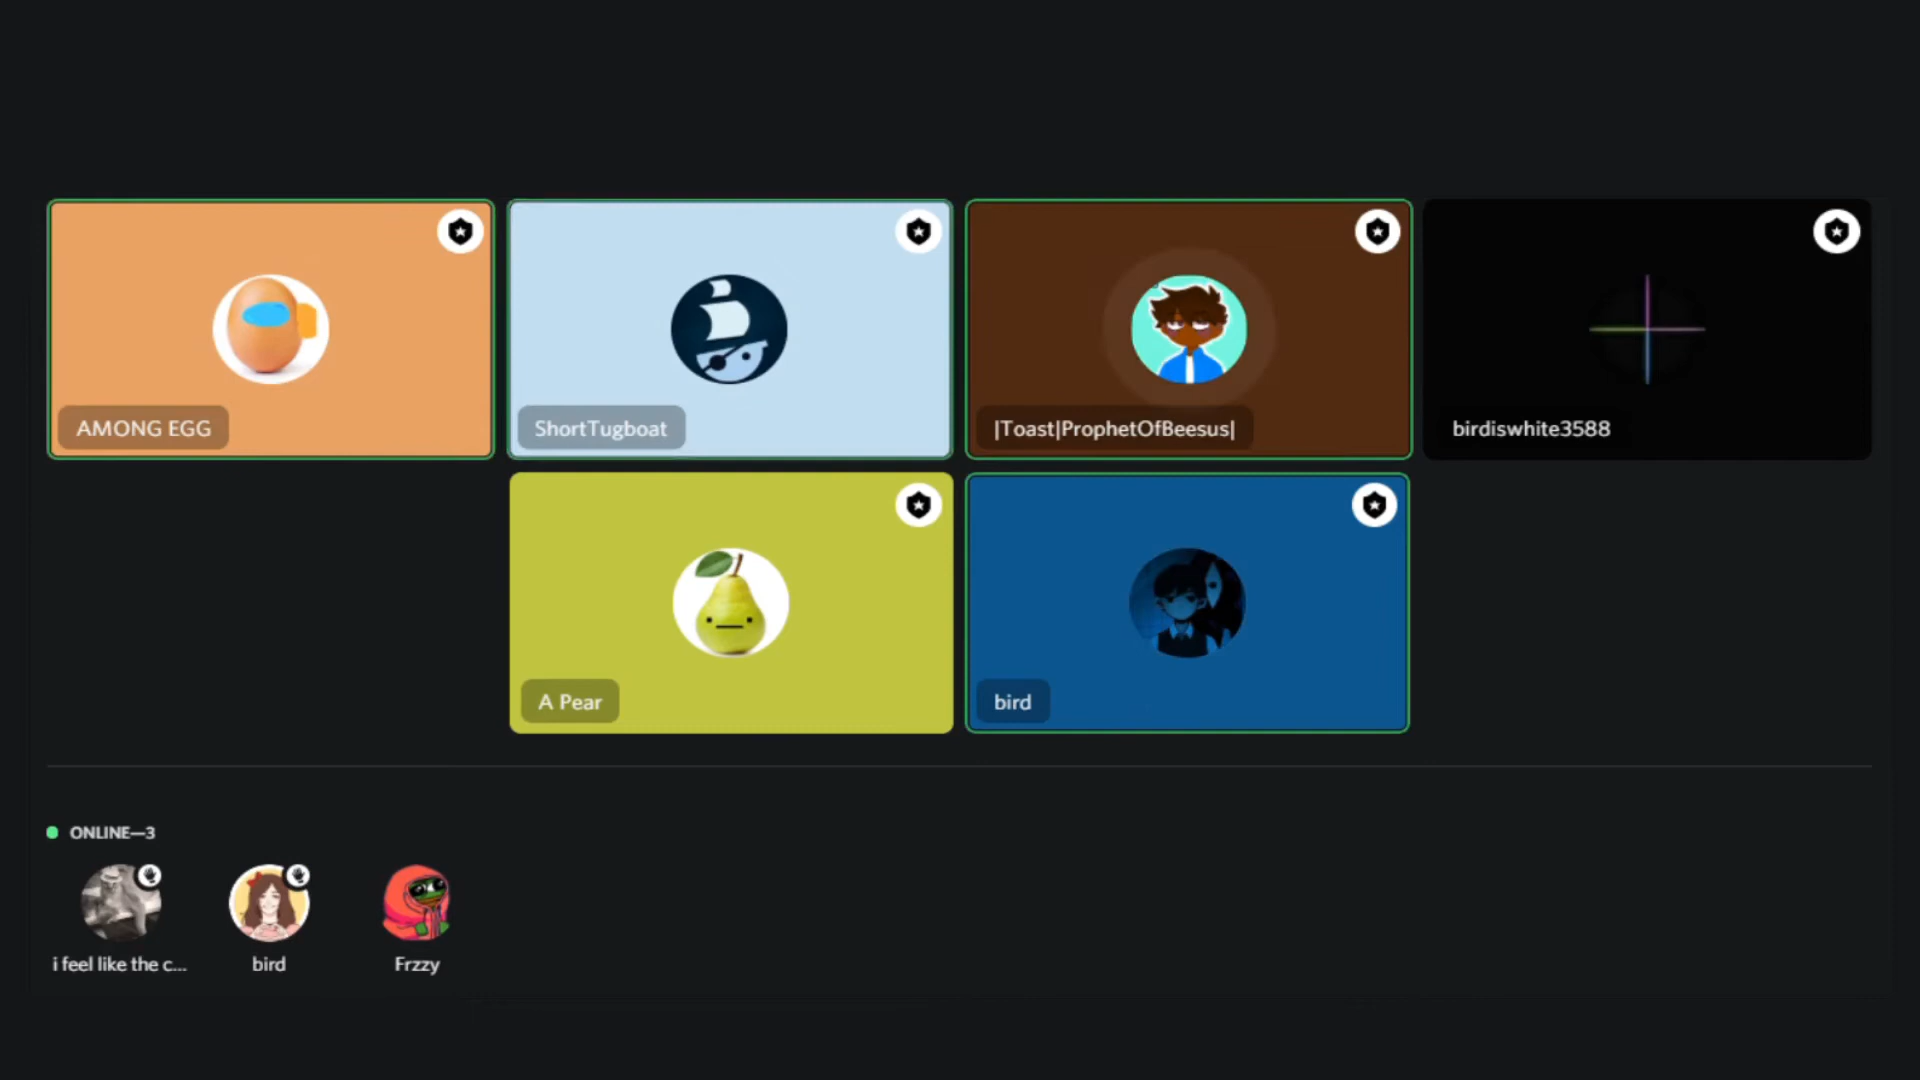 AMONG EGG
ShortTugboat
|Toast|ProphetOfBeesus|
birdiswhite3588
A Pear
bird
ONLINE—3
i feel like the c...
bird
Frzzy